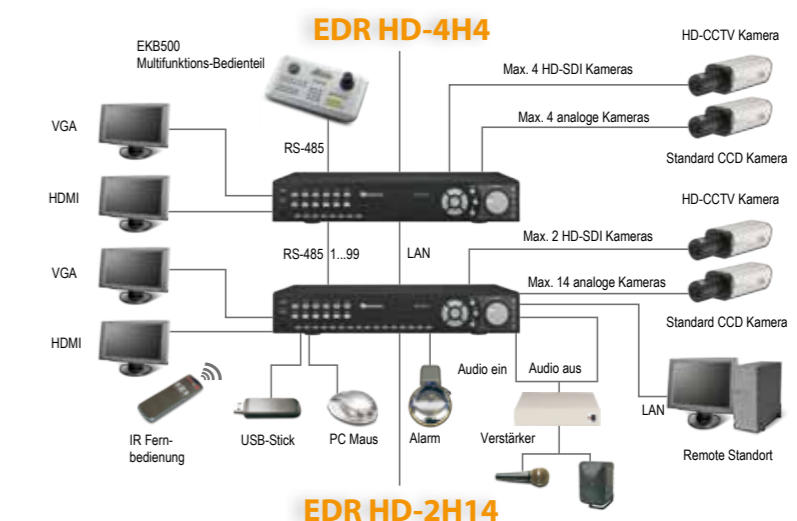 EDR HD-4H4
EKB500
Multifunktions-Bedienteil
HD-CCTV Kamera
Max. 4 HD-SDI Kameras
VGA
Max. 4 analoge Kameras
RS-485
Standard CCD Kamera
HDMI
HD-CCTV Kamera
Max. 2 HD-SDI Kameras
RS-485 1...99
LAN
VGA
Max. 14 analoge Kameras
Standard CCD Kamera
HDMI
Audio ein
Audio aus
LAN
IR Fern-
bedienung
USB-Stick
PC Maus
Alarm
Verstärker
Remote Standort
EDR HD-2H14